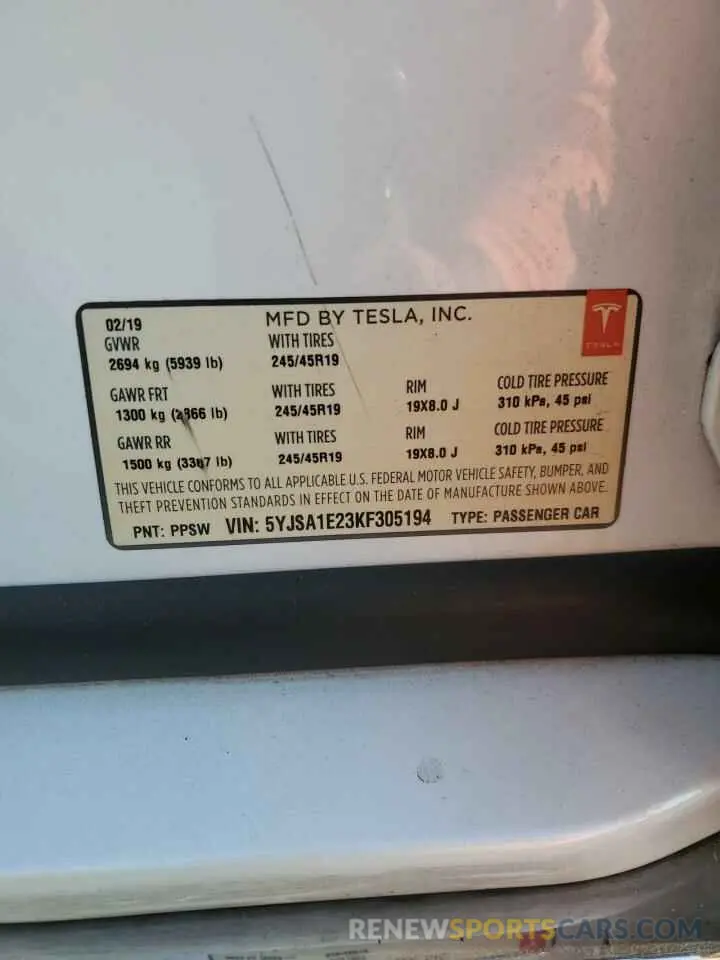 02/19 MFD BY TESLA, INC.
TESLA
GVWR WITH TIRES
2694 kg (5939 lb) 245/45R19
GAWR FRT WITH TIRES RIM COLD TIRE PRESSURE
1300 kg (2866 lb) 245/45R19 19X8.0 J 310 kPa, 45 psi
GAWR RR WITH TIRES RIM COLD TIRE PRESSURE
1500 kg (3307 lb) 245/45R19 19X8.0 J 310 kPa, 45 psi
THIS VEHICLE CONFORMS TO ALL APPLICABLE U.S. FEDERAL MOTOR VEHICLE SAFETY, BUMPER, AND
THEFT PREVENTION STANDARDS IN EFFECT ON THE DATE OF MANUFACTURE SHOWN ABOVE.
PNT: PPSW VIN: 5YJSA1E23KF305194 TYPE: PASSENGER CAR
RENEWSPORTSCARS.COM